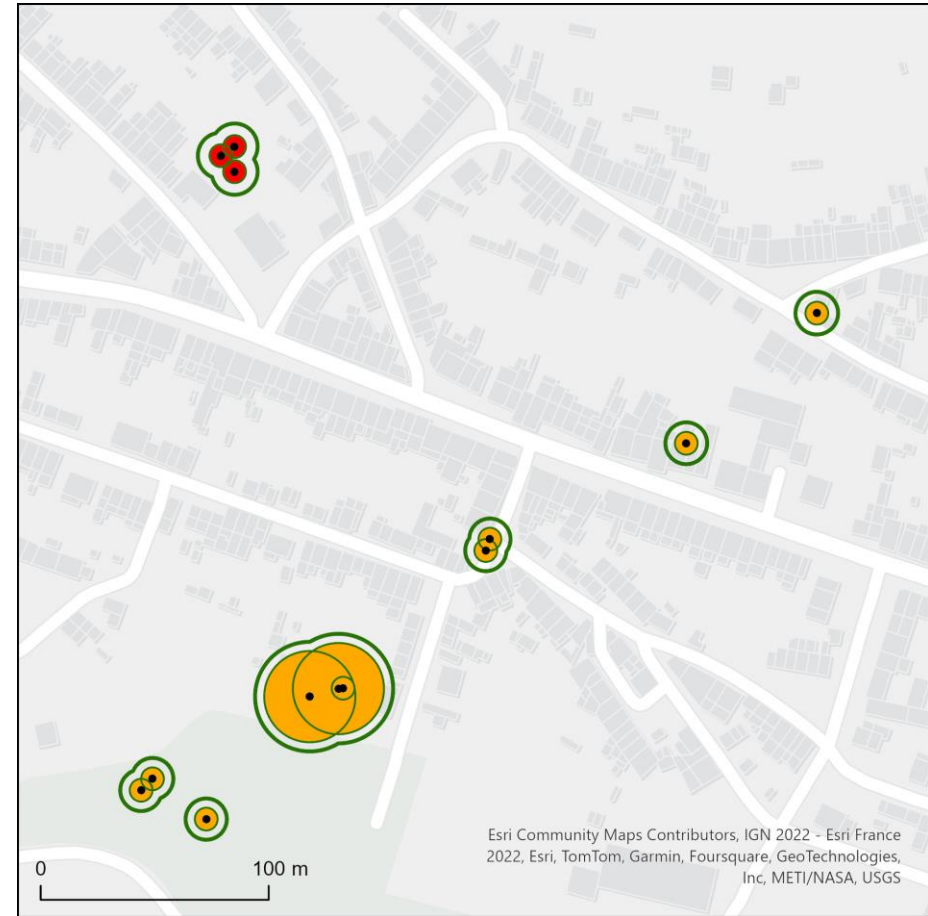 Esri Community Maps Contributors, IGN 2022 - Esri France
2022, Esri, TomTom, Garmin, Foursquare, GeoTechnologies,
Inc, METI/NASA, USGS
0 100 m